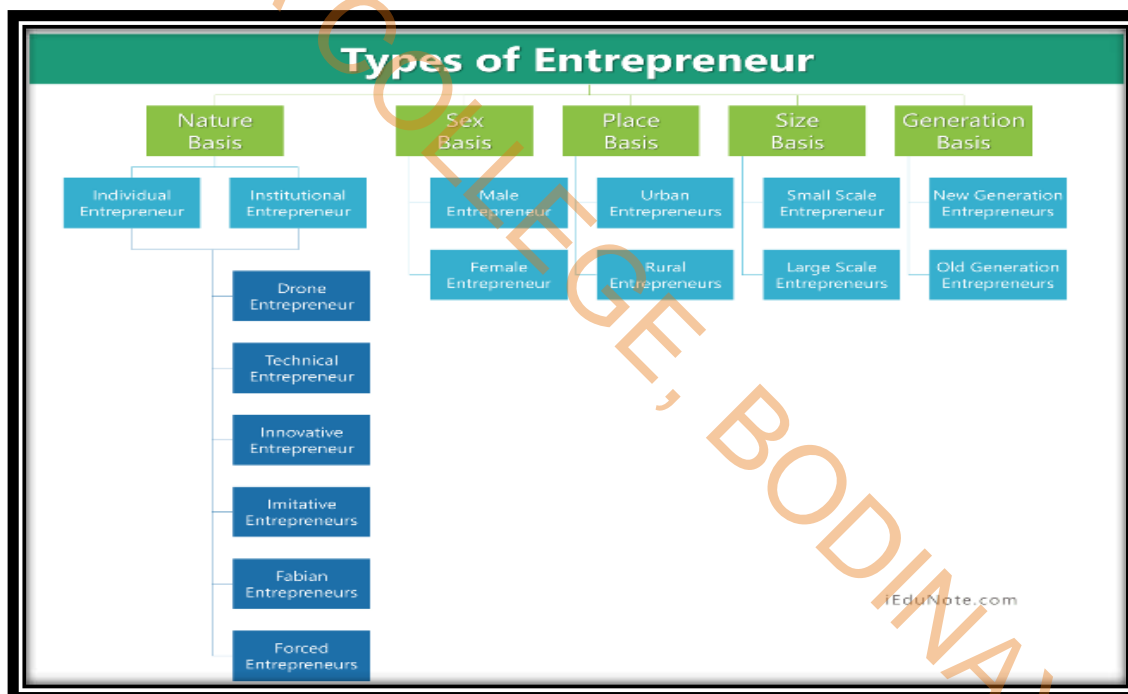 Types of Entrepreneur
Nature
Basis
Sex
Basis
Place
Basis
Size
Basis
Generation
Basis
Individual
Entrepreneur
Institutional
Entrepreneur
Male
Entrepreneur
Urban
Entrepreneurs
Small Scale
Entrepreneur
New Generation
Entrepreneurs
Female
Entrepreneur
Rural
Entrepreneurs
Large Scale
Entrepreneurs
Old Generation
Entrepreneurs
Drone
Entrepreneur
Technical
Entrepreneur
Innovative
Entrepreneur
Imitative
Entrepreneurs
Fabian
Entrepreneurs
Forced
Entrepreneurs
iEduNote.com
COLLEGE, BODINA